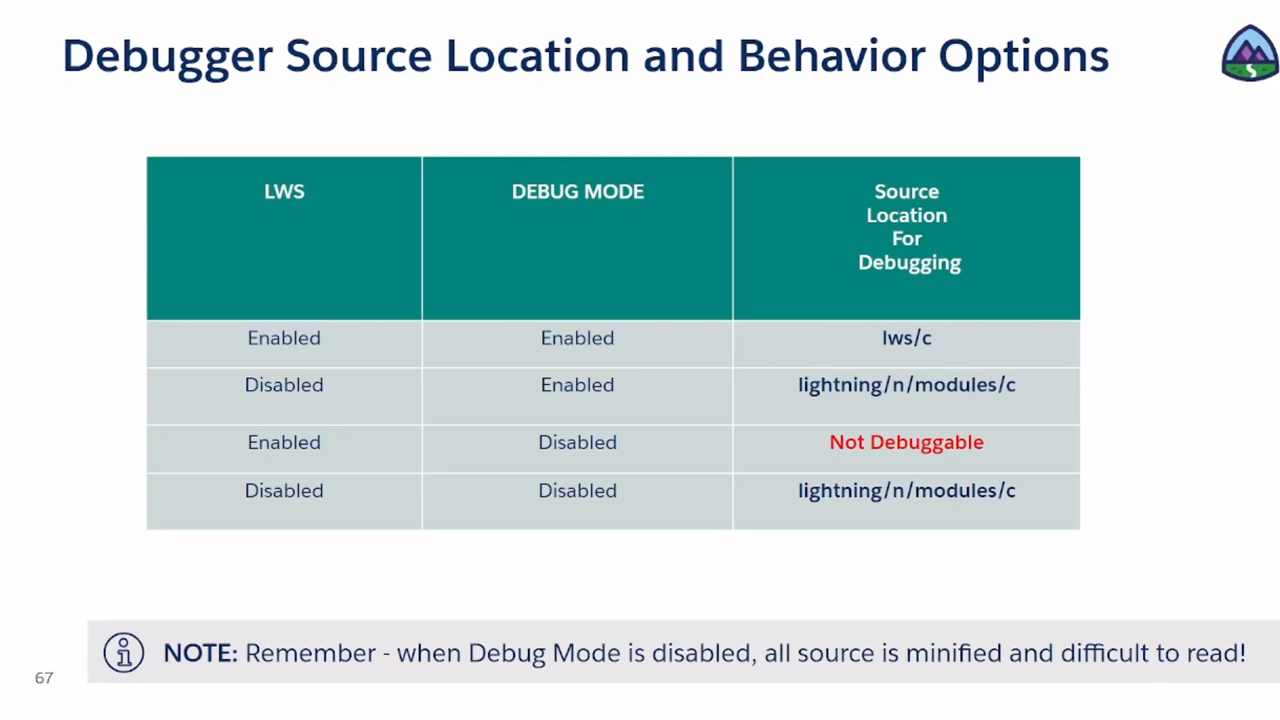 Debugger Source Location and Behavior Options
LWS DEBUG MODE Source
Location
For
Debugging
Enabled Enabled lws/c
Disabled Enabled lightning/n/modules/c
Enabled Disabled Not Debuggable
Disabled Disabled lightning/n/modules/c
NOTE: Remember - when Debug Mode is disabled, all source is minified and difficult to read!
67